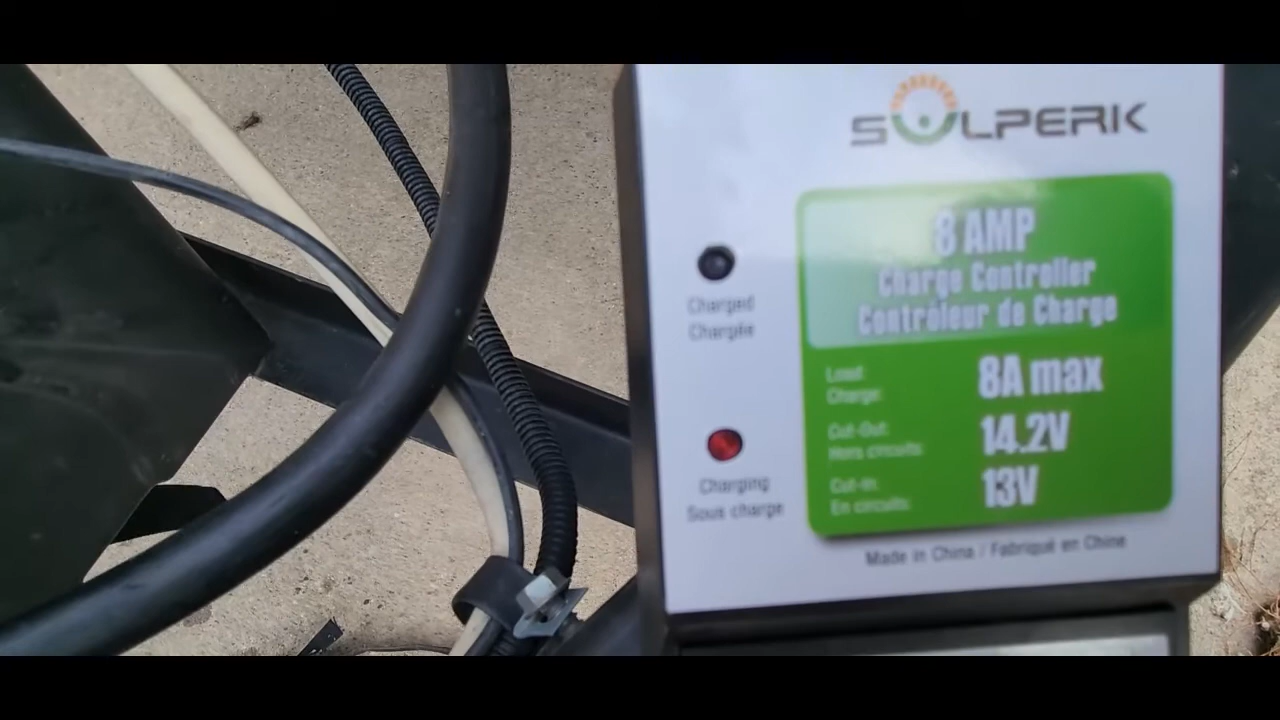 SOLPERIK
8 AMP
Charge Controller
Contrôleur de Charge
Charged
Chargée
Load:
Charge:
8A max
Cut-Out:
Hors circuits:
14.2V
Charging
Sous charge
Cut-in:
En circuits:
13V
Made in China / Fabriqué en Chine